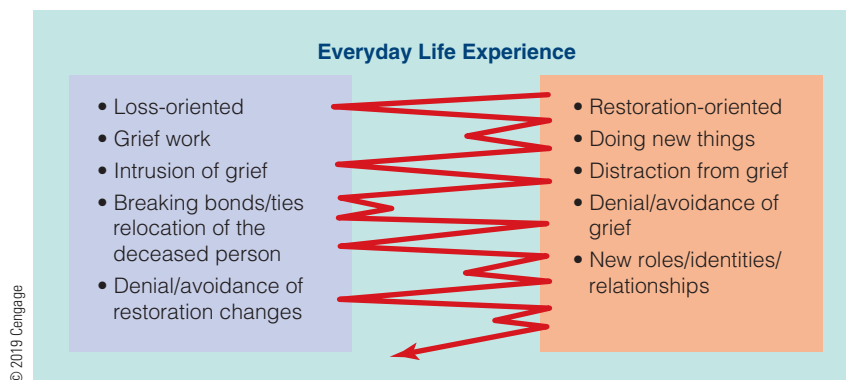 Everyday Life Experience
• Loss-oriented
• Grief work
• Intrusion of grief
• Breaking bonds/ties
relocation of the
deceased person
• Denial/avoidance of
restoration changes
• Restoration-oriented
• Doing new things
• Distraction from grief
• Denial/avoidance of
grief
• New roles/identities/
relationships
© 2019 Cengage